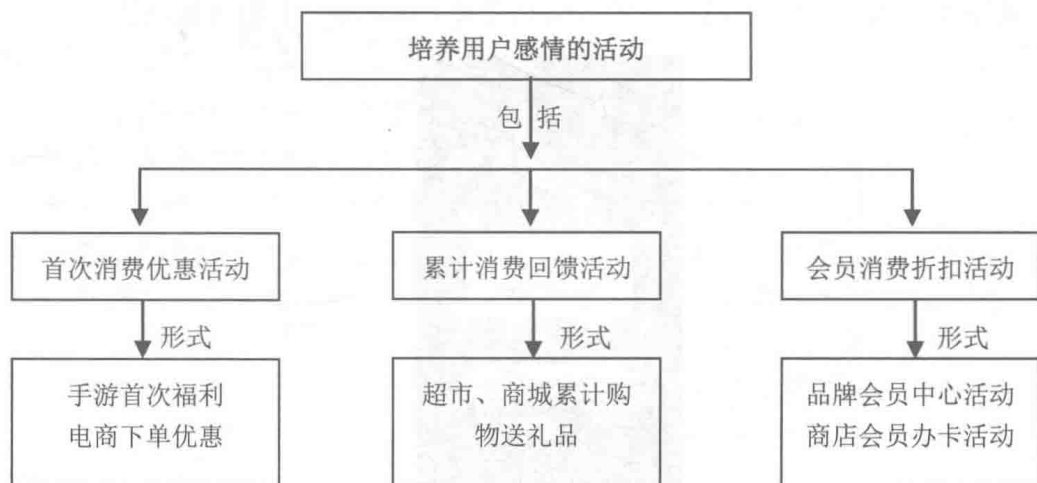 培养用户感情的活动
包 括
首次消费优惠活动
累计消费回馈活动
会员消费折扣活动
形式
形式
形式
手游首次福利
电商下单优惠
超市、商城累计购
物送礼品
品牌会员中心活动
商店会员办卡活动